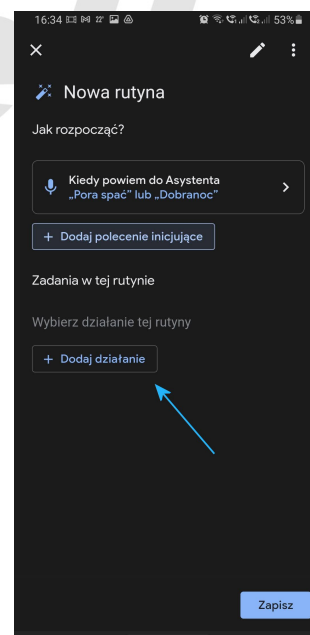 16:34 22° 53%
Nowa rutyna
Jak rozpocząć?
Kiedy powiem do Asystenta
„Pora spać” lub „Dobranoc”
+ Dodaj polecenie inicjujące
Zadania w tej rutynie
Wybierz działanie tej rutyny
+ Dodaj działanie
Zapisz